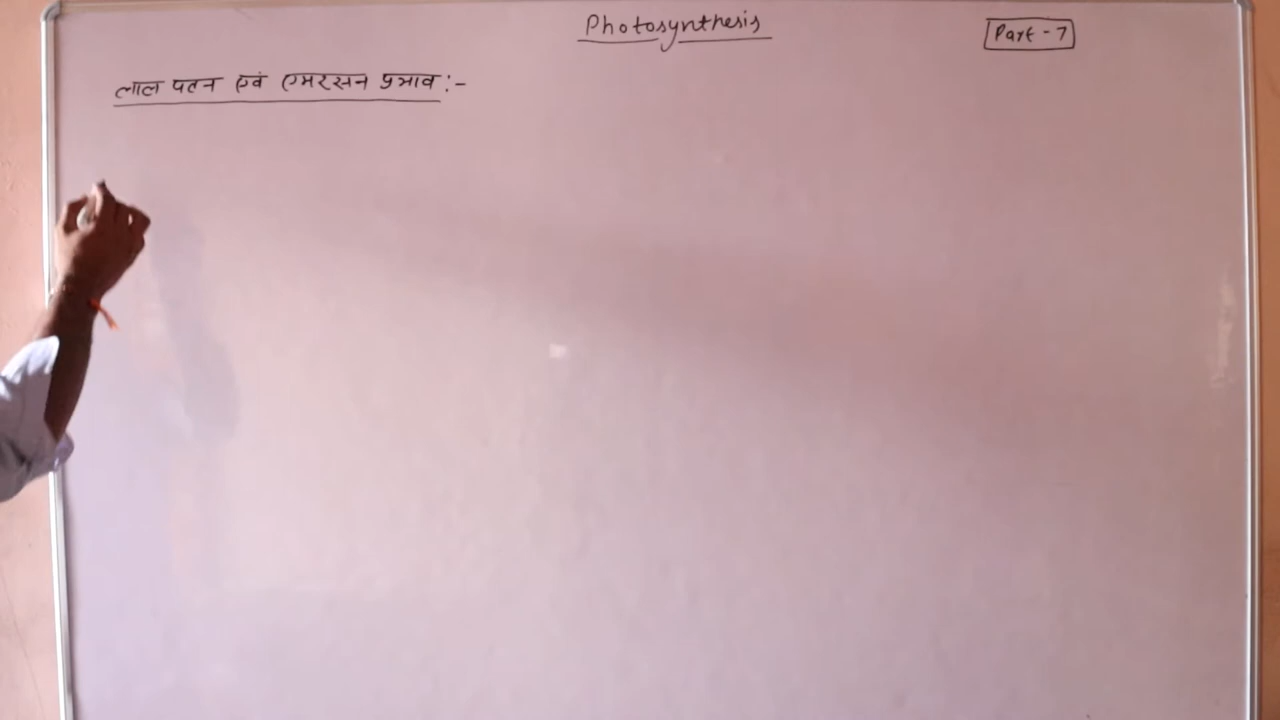 Photosynthesis
Part - 7
लाल पतन एवं एमरसन प्रभाव :-